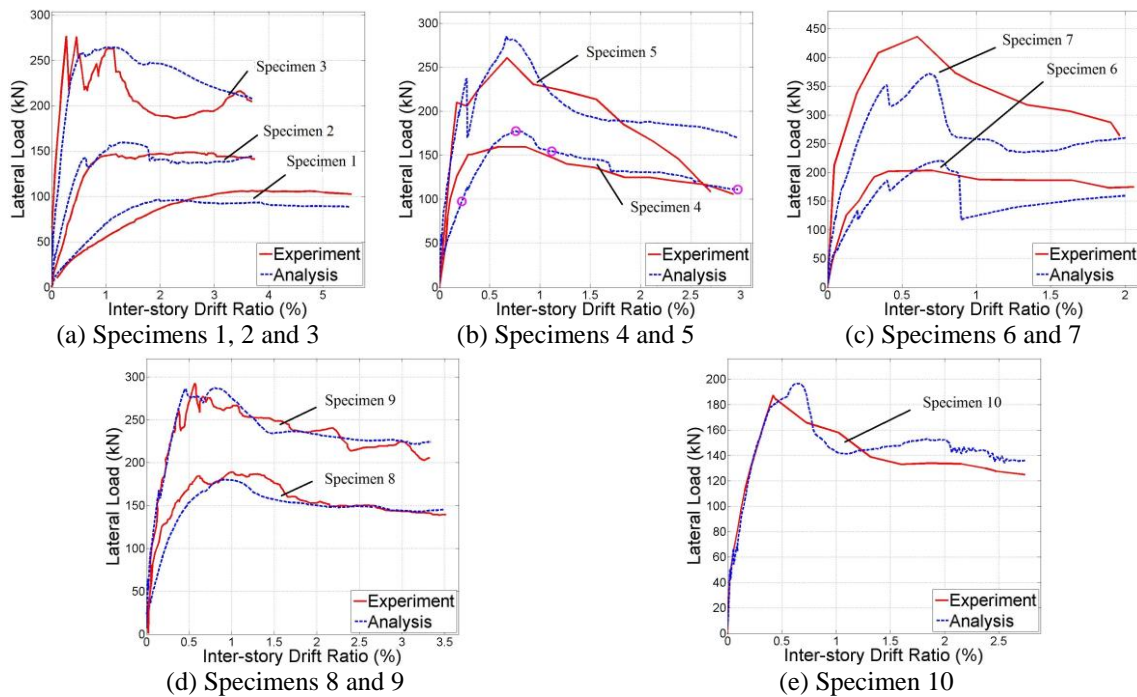 300
250
200
150
100
50
0
Lateral Load (kN)
Specimen 3
Specimen 2
Specimen 1
Experiment
Analysis
0 1 2 3 4 5
Inter-story Drift Ratio (%)
(a) Specimens 1, 2 and 3
300
250
200
150
100
50
0
Lateral Load (kN)
Specimen 5
Specimen 4
Experiment
Analysis
0 0.5 1 1.5 2 2.5 3
Inter-story Drift Ratio (%)
(b) Specimens 4 and 5
450
400
350
300
250
200
150
100
50
0
Lateral Load (kN)
Specimen 7
Specimen 6
Experiment
Analysis
0 0.5 1 1.5 2
Inter-story Drift Ratio (%)
(c) Specimens 6 and 7
300
250
200
150
100
50
0
Lateral Load (kN)
Specimen 9
Specimen 8
Experiment
Analysis
0 0.5 1 1.5 2 2.5 3 3.5
Inter-story Drift Ratio (%)
(d) Specimens 8 and 9
200
180
160
140
120
100
80
60
40
20
0
Lateral Load (kN)
Specimen 10
Experiment
Analysis
0 0.5 1 1.5 2 2.5
Inter-story Drift Ratio (%)
(e) Specimen 10